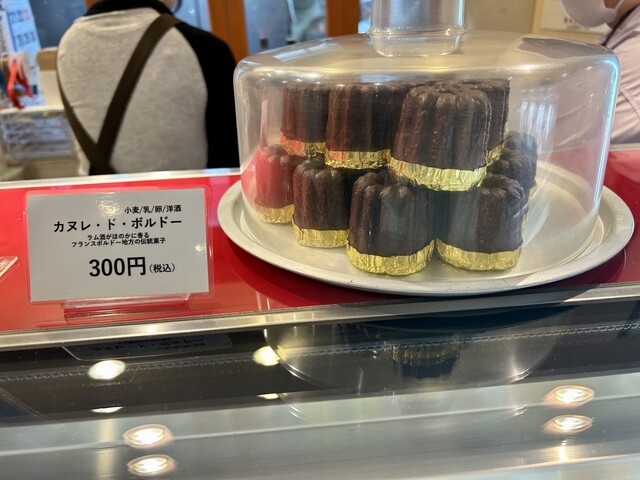 小麦/乳/卵/洋酒
カヌレ・ド・ボルドー
ラム酒がほのかに香る
フランスボルドー地方の伝統菓子
300円(税込)